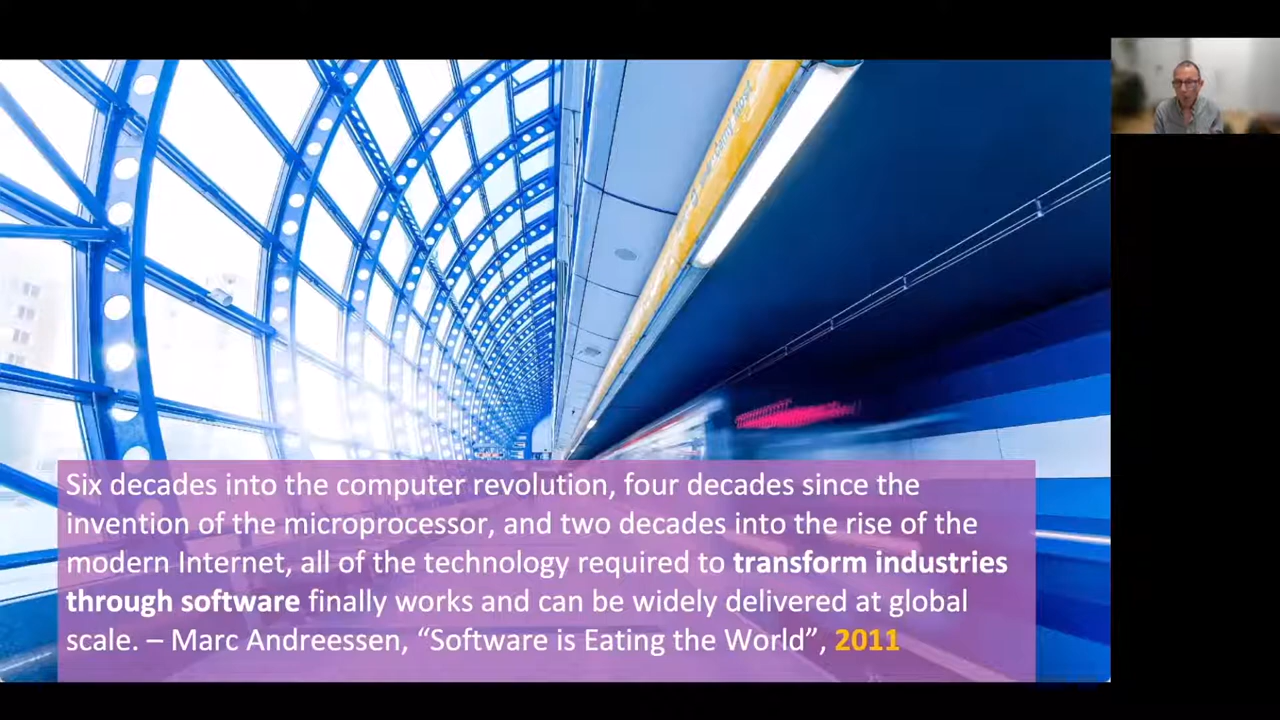 Six decades into the computer revolution, four decades since the
invention of the microprocessor, and two decades into the rise of the
modern Internet, all of the technology required to transform industries
through software finally works and can be widely delivered at global
scale. – Marc Andreessen, “Software is Eating the World”, 2011